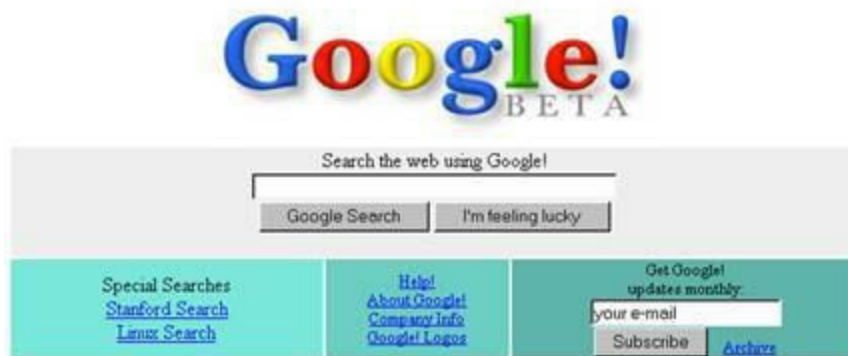 Google!
BETA
Search the web using Google!
Google Search
I'm feeling lucky
Special Searches
Stanford Search
Linux Search
Help!
About Google!
Company Info
Google! Logos
Get Google!
updates monthly:
your e-mail
Subscribe
Archive